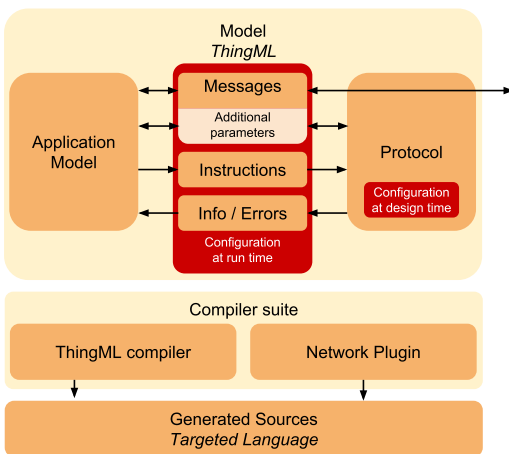 Model
ThingML
Application
Model
Messages
Additional
parameters
Instructions
Info / Errors
Configuration
at run time
Protocol
Configuration
at design time
Compiler suite
ThingML compiler
Network Plugin
Generated Sources
Targeted Language